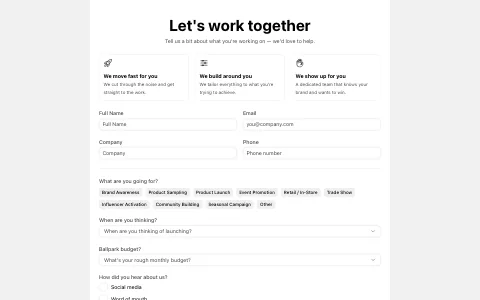 Let's work together
Tell us a bit about what you're working on — we'd love to help.
We move fast for you
We cut through the noise and get
straight to the work.
We build around you
We tailor everything to what you're
trying to achieve.
We show up for you
A dedicated team that knows your
brand and wants to win.
Full Name
Email
Full Name
you@company.com
Company
Phone
Company
Phone number
What are you going for?
Brand Awareness
Product Sampling
Product Launch
Event Promotion
Retail / In-Store
Trade Show
Influencer Activation
Community Building
Seasonal Campaign
Other
When are you thinking?
When are you thinking of launching?
Ballpark budget?
What's your rough monthly budget?
How did you hear about us?
Social media
Word of mouth